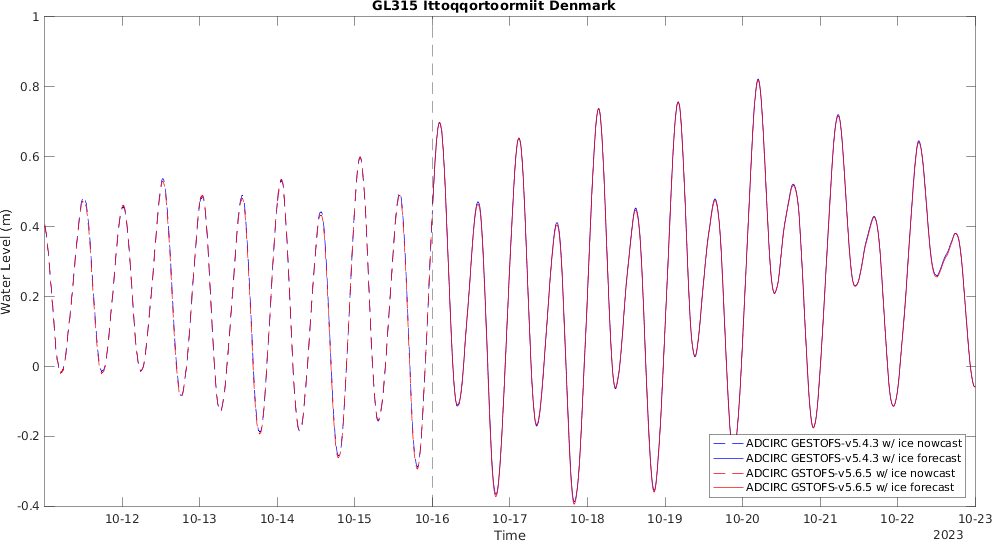 GL315 Ittoqqortoormiit Denmark
1
0.8
0.6
0.4
0.2
0
-0.2
-0.4
Water Level (m)
ADCIRC GESTOFS-v5.4.3 w/ ice nowcast
ADCIRC GESTOFS-v5.4.3 w/ ice forecast
ADCIRC GSTOFS-v5.6.5 w/ ice nowcast
ADCIRC GSTOFS-v5.6.5 w/ ice forecast
10-12 10-13 10-14 10-15 10-16 10-17 10-18 10-19 10-20 10-21 10-22 10-23
Time
2023